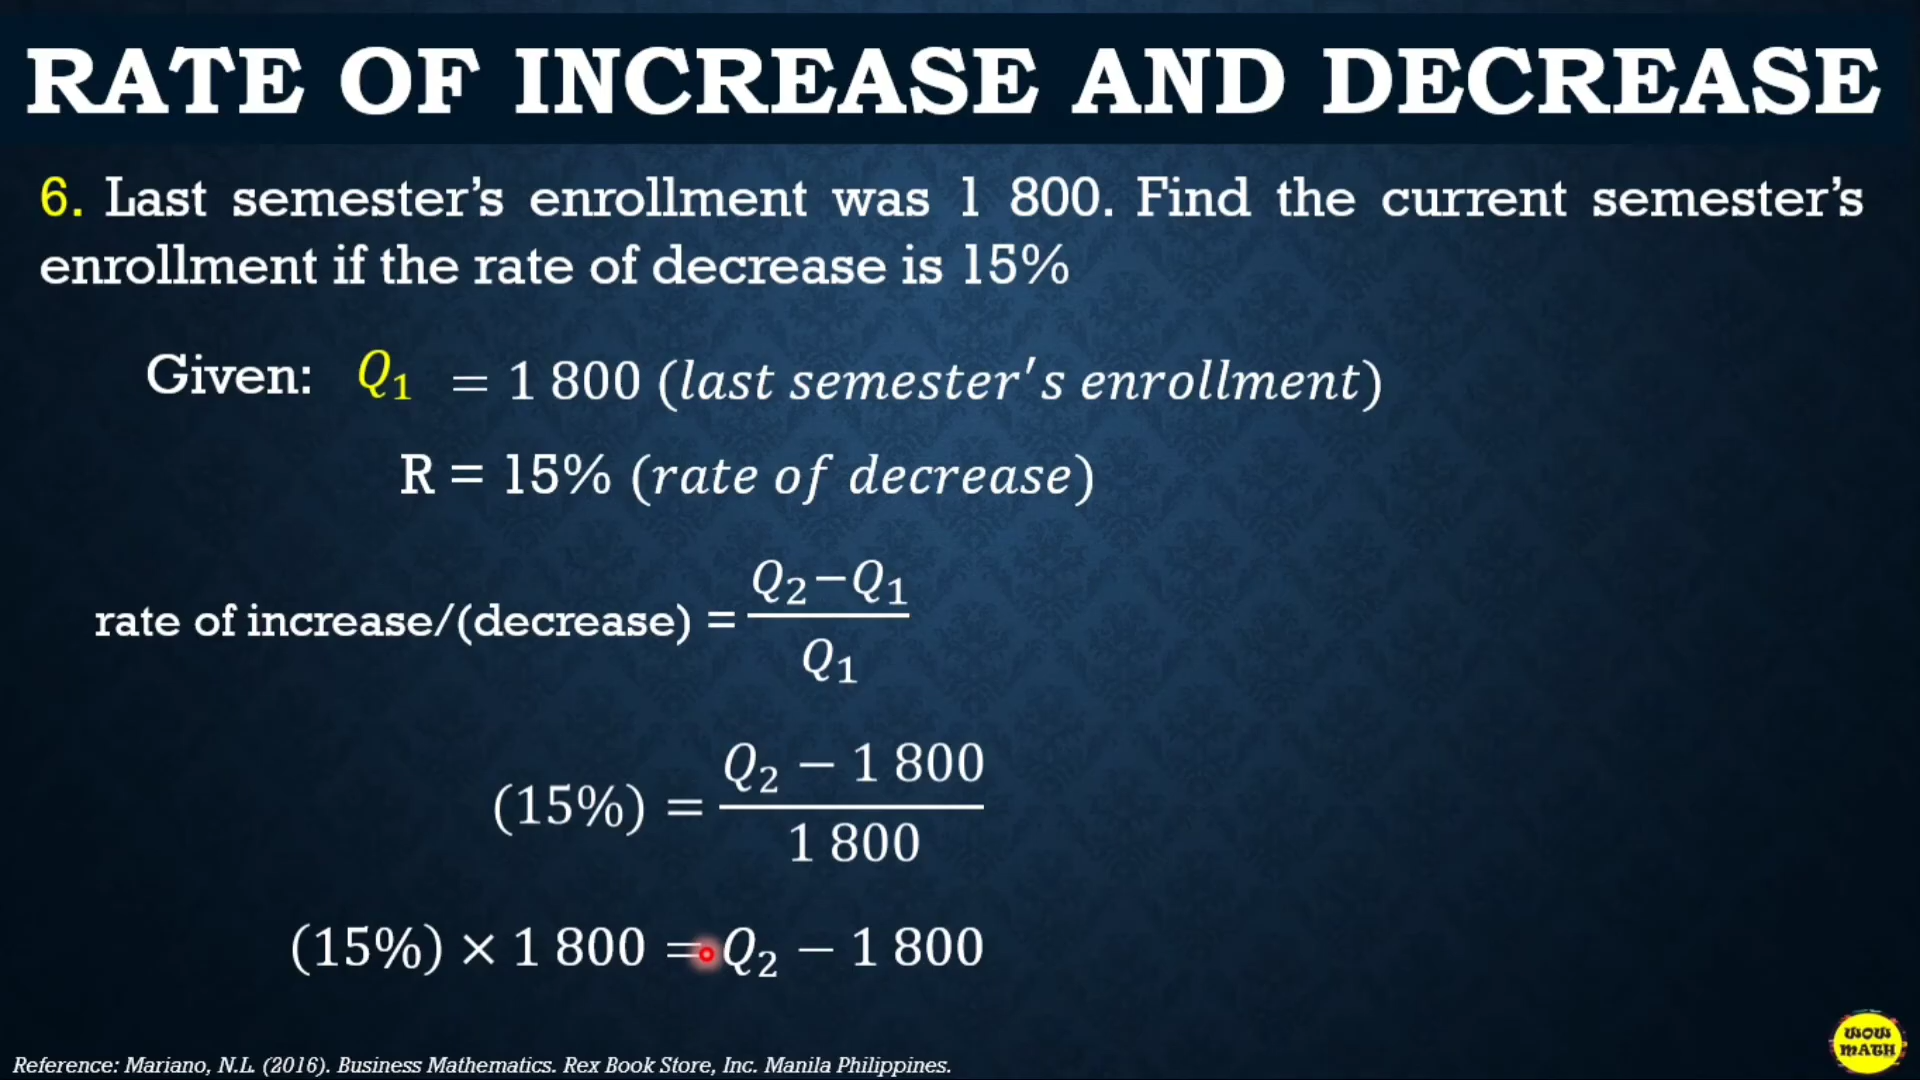 RATE OF INCREASE AND DECREASE
6. Last semester's enrollment was 1 800. Find the current semester's
enrollment if the rate of decrease is 15%
Given: Q₁ = 1 800 (last semester's enrollment)
R = 15% (rate of decrease)
rate of increase/(decrease) = Q₂−Q₁ / Q₁
(15%) = Q₂ − 1 800 / 1 800
(15%) × 1 800 = Q₂ − 1 800
WOW
MATH
Reference: Mariano, N.L. (2016). Business Mathematics. Rex Book Store, Inc. Manila Philippines.